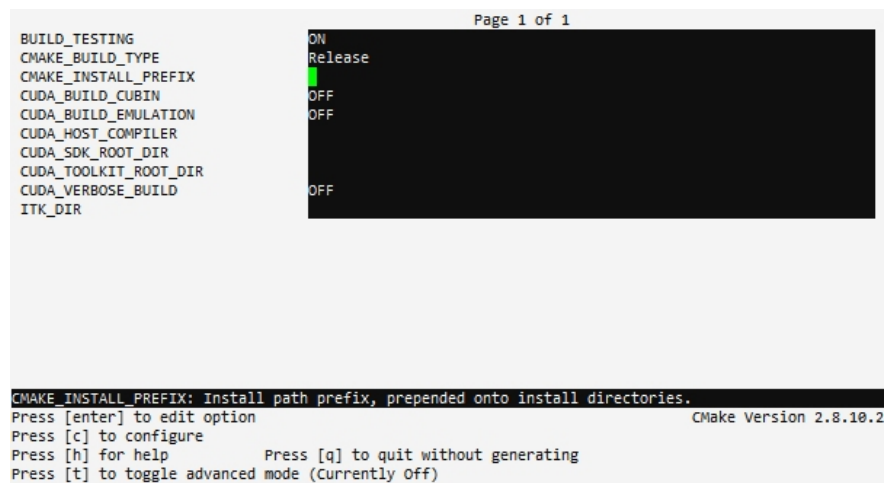 Page 1 of 1
BUILD_TESTING ON
CMAKE_BUILD_TYPE Release
CMAKE_INSTALL_PREFIX
CUDA_BUILD_CUBIN OFF
CUDA_BUILD_EMULATION OFF
CUDA_HOST_COMPILER
CUDA_SDK_ROOT_DIR
CUDA_TOOLKIT_ROOT_DIR
CUDA_VERBOSE_BUILD OFF
ITK_DIR
CMAKE_INSTALL_PREFIX: Install path prefix, prepended onto install directories.
Press [enter] to edit option CMake Version 2.8.10.2
Press [c] to configure
Press [h] for help Press [q] to quit without generating
Press [t] to toggle advanced mode (Currently Off)